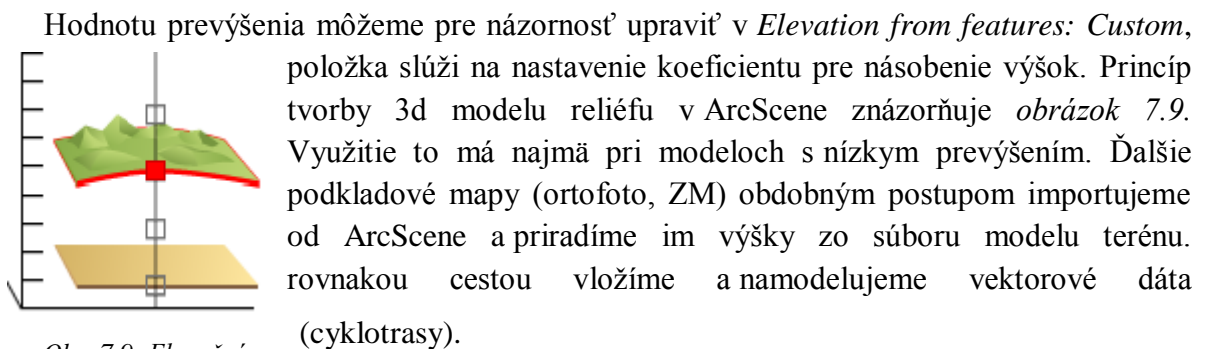 Hodnotu prevýšenia môžeme pre názornosť upraviť v Elevation from features: Custom,
položka slúži na nastavenie koeficientu pre násobenie výšok. Princíp
tvorby 3d modelu reliéfu v ArcScene znázorňuje obrázok 7.9.
Využitie to má najmä pri modeloch s nízkym prevýšením. Ďalšie
podkladové mapy (ortofoto, ZM) obdobným postupom importujeme
od ArcScene a priradíme im výšky zo súboru modelu terénu.
rovnakou cestou vložíme a namodelujeme vektorové dáta
(cyklotrasy).